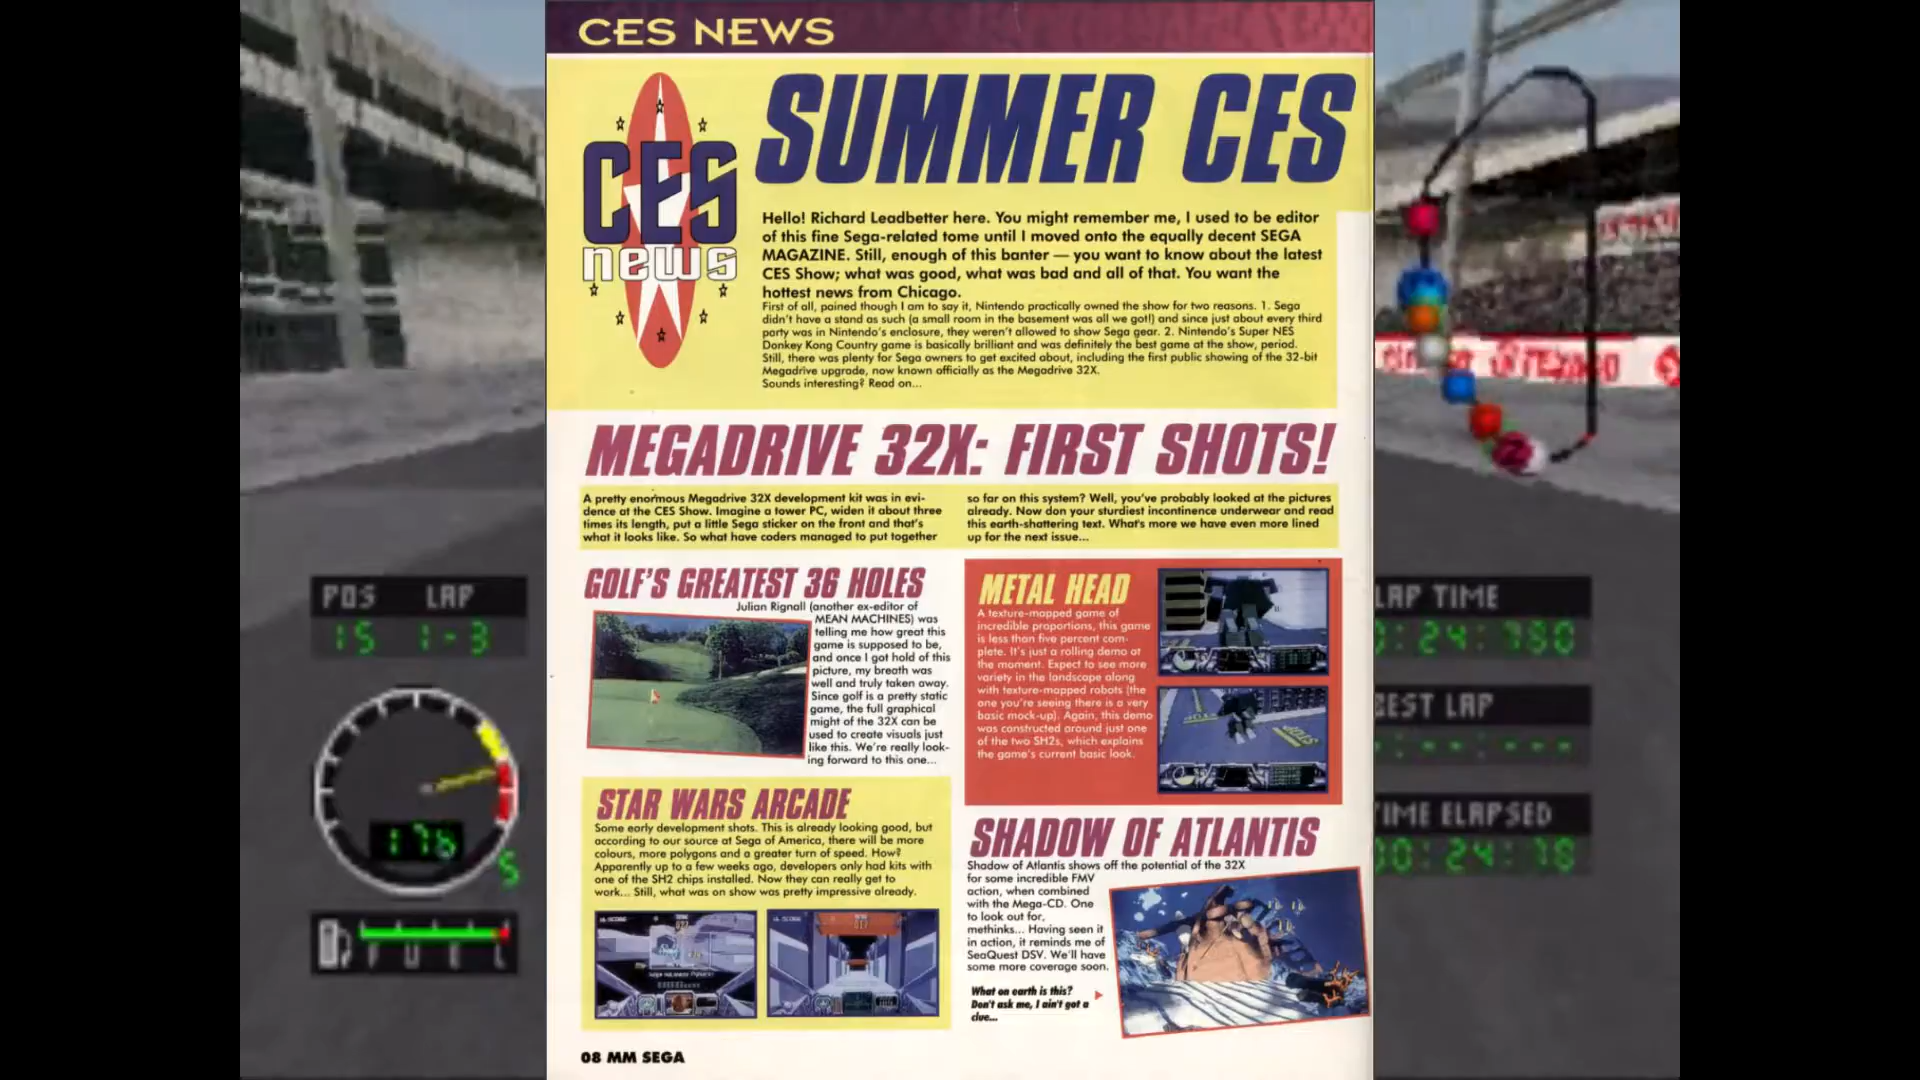 CES NEWS
CES
news
SUMMER CES
Hello! Richard Leadbetter here. You might remember me, I used to be editor
of this fine Sega-related tome until I moved onto the equally decent SEGA
MAGAZINE. Still, enough of this banter — you want to know about the latest
CES Show; what was good, what was bad and all of that. You want the
hottest news from Chicago.
First of all, pained though I am to say it, Nintendo practically owned the show for two reasons. 1. Sega
didn't have a stand as such (a small room in the basement was all we got!) and since just about every third
party was in Nintendo's enclosure, they weren't allowed to show Sega gear. 2. Nintendo's Super NES
Donkey Kong Country game is basically brilliant and was definitely the best game at the show, period.
Still, there was plenty for Sega owners to get excited about, including the first public showing of the 32-bit
Megadrive upgrade, now known officially as the Megadrive 32X.
Sounds interesting? Read on...
MEGADRIVE 32X: FIRST SHOTS!
A pretty enormous Megadrive 32X development kit was in evi-
dence at the CES Show. Imagine a tower PC, widen it about three
times its length, put a little Sega sticker on the front and that's
what it looks like. So what have coders managed to put together
so far on this system? Well, you've probably looked at the pictures
already. Now don your sturdiest incontinence underwear and read
this earth-shattering text. What's more we have even more lined
up for the next issue...
GOLF'S GREATEST 36 HOLES
Julian Rignall (another ex-editor of
MEAN MACHINES) was
telling me how great this
game is supposed to be,
and once I got hold of this
picture, my breath was
well and truly taken away.
Since golf is a pretty static
game, the full graphical
might of the 32X can be
used to create visuals just
like this. We're really look-
ing forward to this one...
METAL HEAD
A texture-mapped game of
incredible proportions, this game
is less than five percent com-
plete. It's just a rolling demo at
the moment. Expect to see more
variety in the landscape along
with texture-mapped robots (the
one you're seeing there is a very
basic mock-up). Again, this demo
was constructed around just one
of the two SH2s, which explains
the game's current basic look.
STAR WARS ARCADE
Some early development shots. This is already looking good, but
according to our source at Sega of America, there will be more
colours, more polygons and a greater turn of speed. How?
Apparently up to a few weeks ago, developers only had kits with
one of the SH2 chips installed. Now they can really get to
work... Still, what was on show was pretty impressive already.
SHADOW OF ATLANTIS
Shadow of Atlantis shows off the potential of the 32X
for some incredible FMV
action, when combined
with the Mega-CD. One
to look out for,
methinks... Having seen it
in action, it reminds me of
SeaQuest DSV. We'll have
some more coverage soon.
What on earth is this?
Don't ask me, I ain't got a
clue...
08 MM SEGA
POS LAP
15 1-3
178
5
FUEL
LAP TIME
0:24:780
BEST LAP
TIME ELAPSED
00:24:78